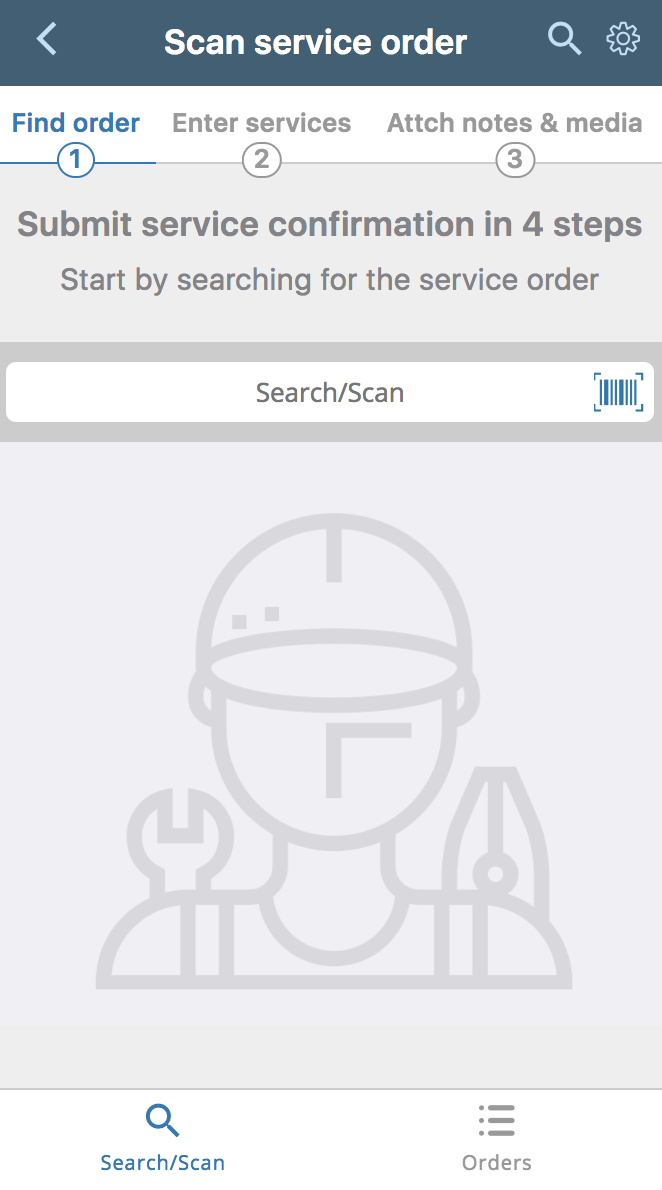 Scan service order
Find order Enter services Attch notes & media
1 2 3
Submit service confirmation in 4 steps
Start by searching for the service order
Search/Scan
Search/Scan Orders